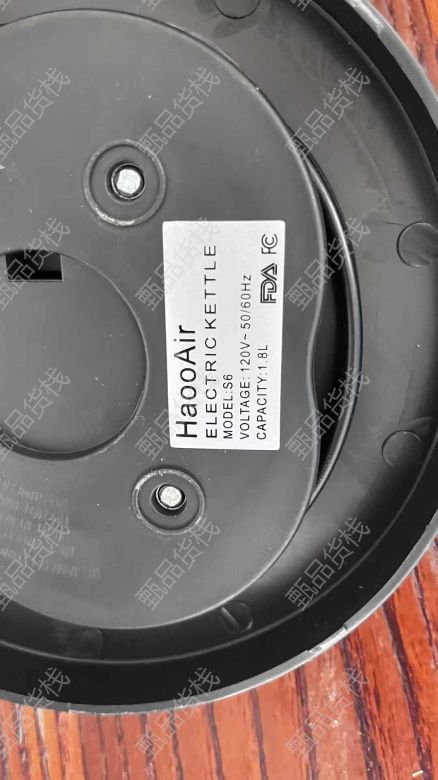 HaooAir
ELECTRIC KETTLE
MODEL:S6
VOLTAGE: 120V~ 50/60Hz
CAPACITY:1.8L
FDA FC
甄品货栈